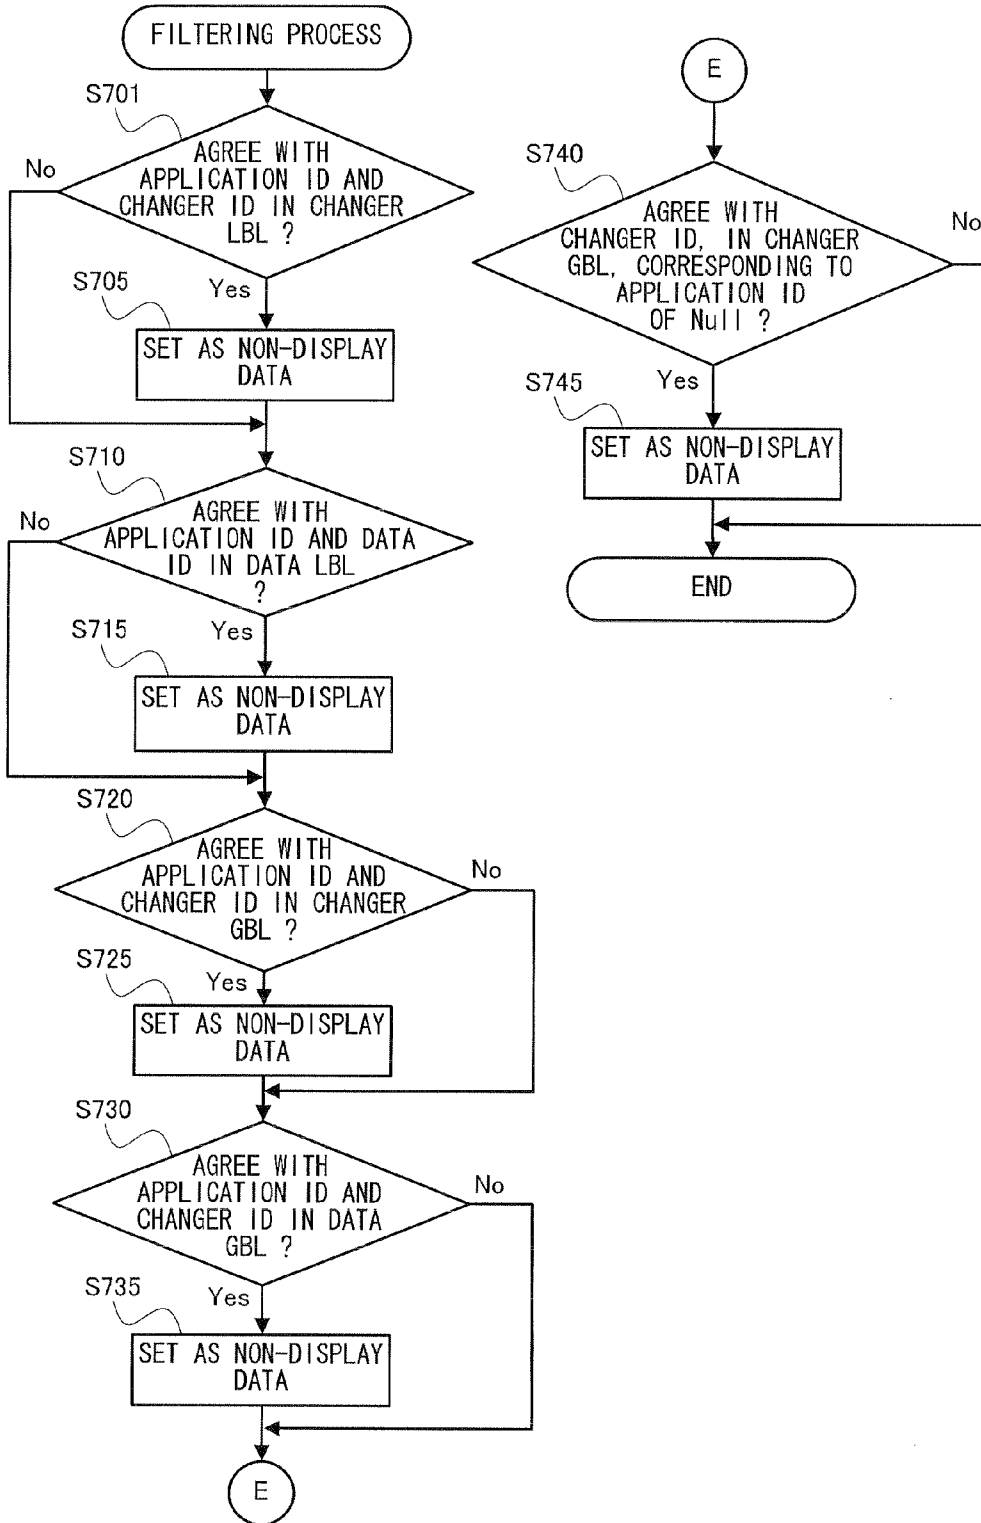 FILTERING PROCESS
S701
AGREE WITH
APPLICATION ID AND
CHANGER ID IN CHANGER
LBL ?
No
Yes
S705
SET AS NON-DISPLAY
DATA
S710
AGREE WITH
APPLICATION ID AND DATA
ID IN DATA LBL
?
No
Yes
S715
SET AS NON-DISPLAY
DATA
S720
AGREE WITH
APPLICATION ID AND
CHANGER ID IN CHANGER
GBL ?
No
Yes
S725
SET AS NON-DISPLAY
DATA
S730
AGREE WITH
APPLICATION ID AND
CHANGER ID IN DATA
GBL ?
No
Yes
S735
SET AS NON-DISPLAY
DATA
E
E
S740
AGREE WITH
CHANGER ID, IN CHANGER
GBL, CORRESPONDING TO
APPLICATION ID
OF Null ?
No
Yes
S745
SET AS NON-DISPLAY
DATA
END